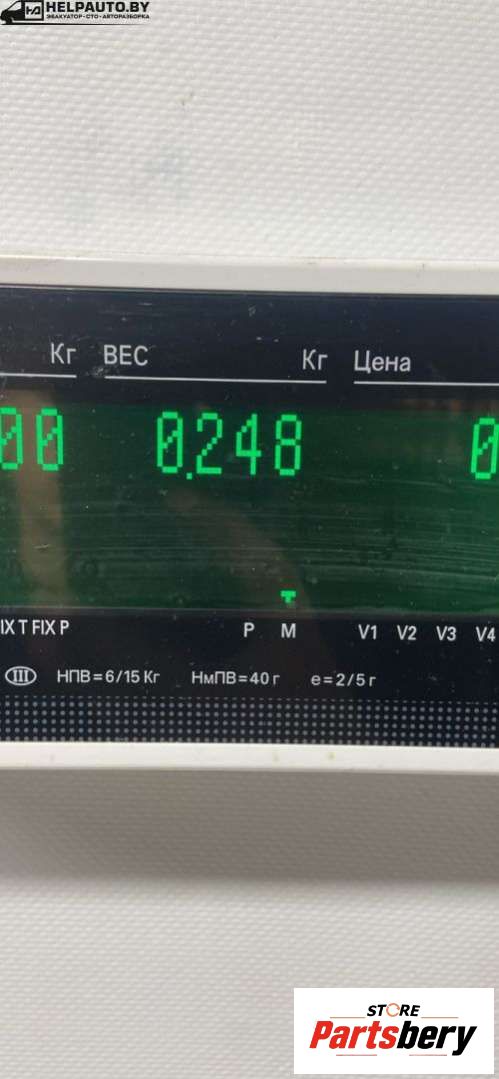 HELPAUTO.BY
ЭВАКУАТОР-СТО-АВТОРАЗБОРКА
Кг ВЕС Кг Цена
00 0.248 0
IX T FIX P P M V1 V2 V3 V4
III НПВ=6/15 Кг НмПВ=40 г e=2/5 г
STORE
Partsbery